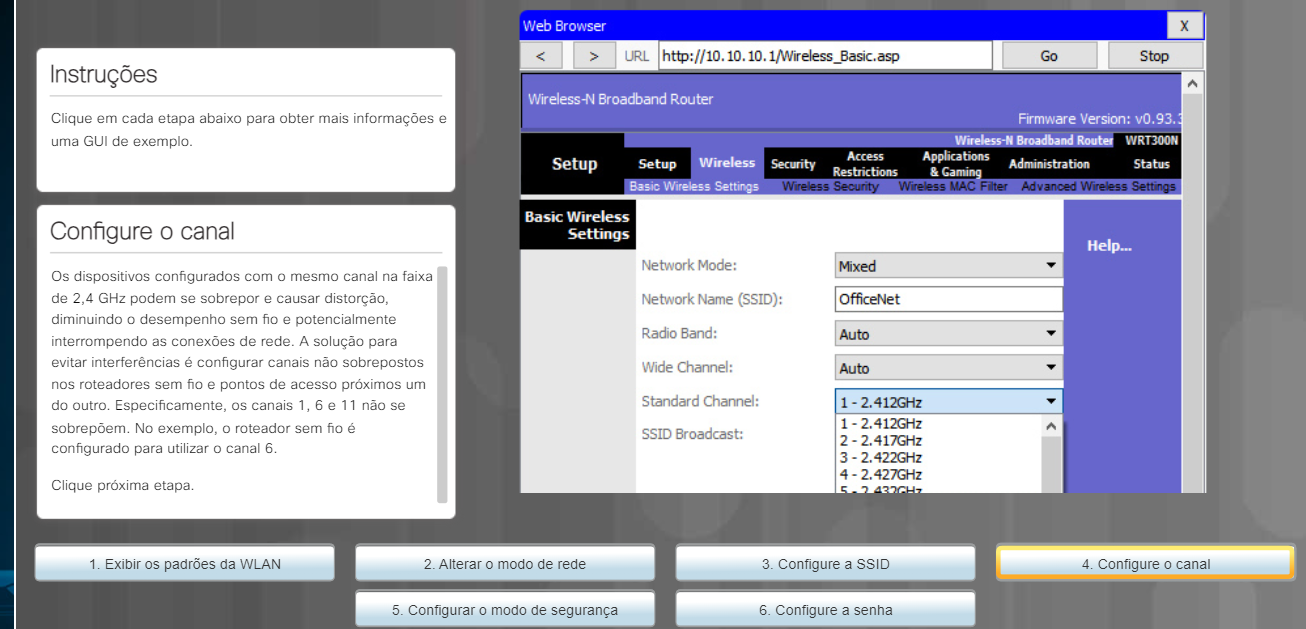 Instruções
Clique em cada etapa abaixo para obter mais informações e
uma GUI de exemplo.
Configure o canal
Os dispositivos configurados com o mesmo canal na faixa
de 2,4 GHz podem se sobrepor e causar distorção,
diminuindo o desempenho sem fio e potencialmente
interrompendo as conexões de rede. A solução para
evitar interferências é configurar canais não sobrepostos
nos roteadores sem fio e pontos de acesso próximos um
do outro. Especificamente, os canais 1, 6 e 11 não se
sobrepõem. No exemplo, o roteador sem fio é
configurado para utilizar o canal 6.
Clique próxima etapa.
Web Browser X
< > URL http://10.10.10.1/Wireless_Basic.asp Go Stop
Wireless-N Broadband Router
Firmware Version: v0.93.3
Wireless-N Broadband Router WRT300N
Setup
Setup Wireless Security Access Restrictions Applications & Gaming Administration Status
Basic Wireless Settings Wireless Security Wireless MAC Filter Advanced Wireless Settings
Basic Wireless
Settings
Help...
Network Mode: Mixed
Network Name (SSID): OfficeNet
Radio Band: Auto
Wide Channel: Auto
Standard Channel: 1 - 2.412GHz
1 - 2.412GHz
SSID Broadcast:
2 - 2.417GHz
3 - 2.422GHz
4 - 2.427GHz
5 - 2.432GHz
1. Exibir os padrões da WLAN
2. Alterar o modo de rede
3. Configure a SSID
4. Configure o canal
5. Configurar o modo de segurança
6. Configure a senha